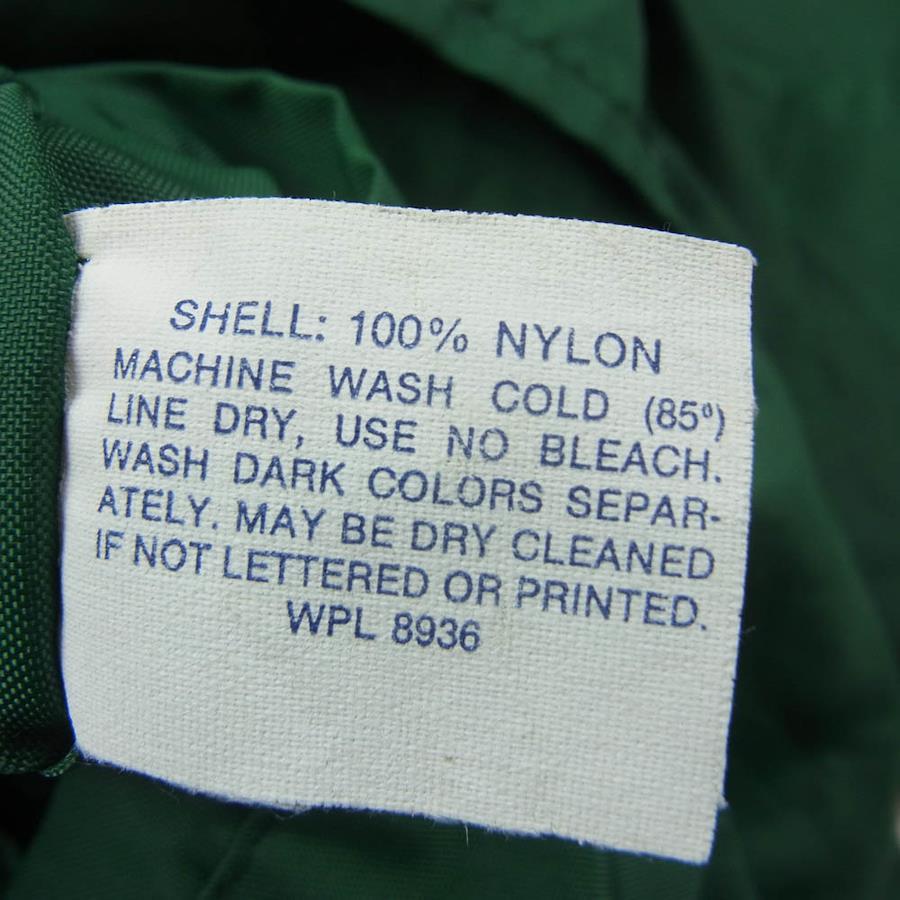 SHELL: 100% NYLON
MACHINE WASH COLD (85º)
LINE DRY, USE NO BLEACH.
WASH DARK COLORS SEPAR-
ATELY. MAY BE DRY CLEANED
IF NOT LETTERED OR PRINTED.
WPL 8936